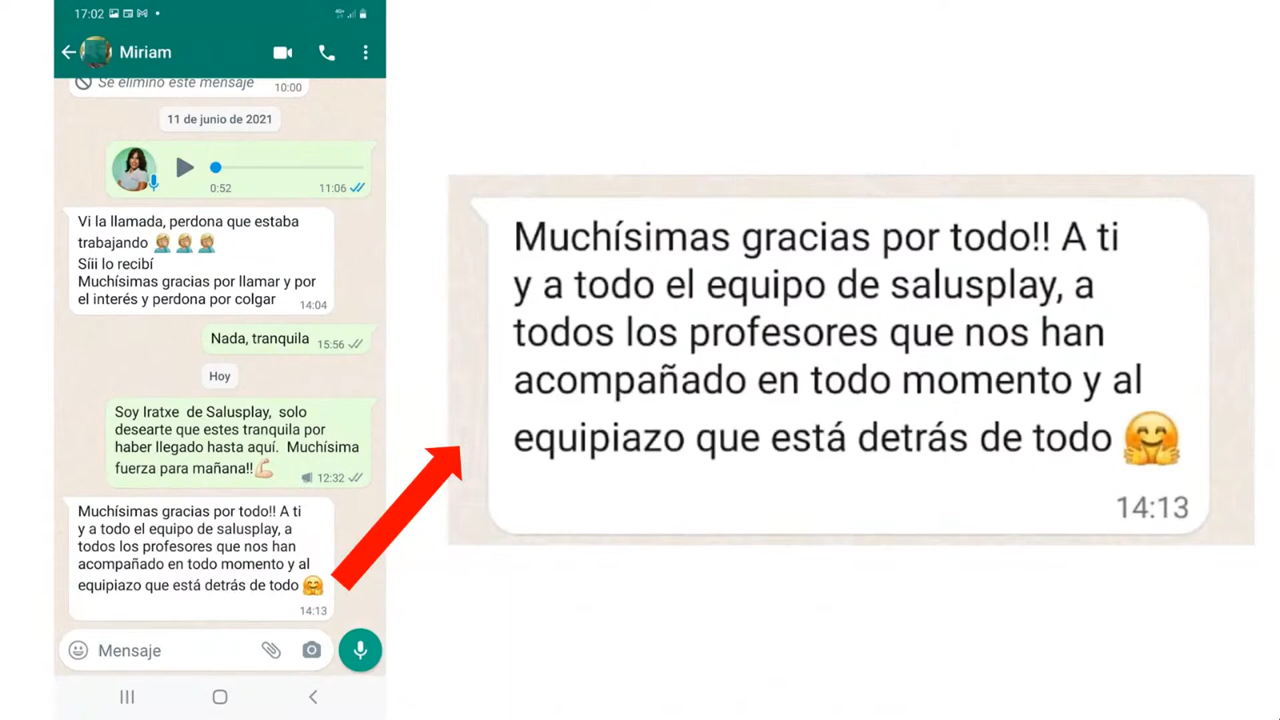 17:02
Miriam
Se eliminó este mensaje
10:00
11 de junio de 2021
0:52
11:06
Vi la llamada, perdona que estaba
trabajando 🤦🏼‍♀️🤦🏼‍♀️🤦🏼‍♀️
Síii lo recibí
Muchísimas gracias por llamar y por
el interés y perdona por colgar
14:04
Nada, tranquila
15:56
Hoy
Soy Iratxe de Salusplay, solo
desearte que estes tranquila por
haber llegado hasta aquí. Muchísima
fuerza para mañana!!💪🏻
12:32
Muchísimas gracias por todo!! A ti
y a todo el equipo de salusplay, a
todos los profesores que nos han
acompañado en todo momento y al
equipiazo que está detrás de todo 🤗
14:13
Mensaje
Muchísimas gracias por todo!! A ti
y a todo el equipo de salusplay, a
todos los profesores que nos han
acompañado en todo momento y al
equipiazo que está detrás de todo 🤗
14:13